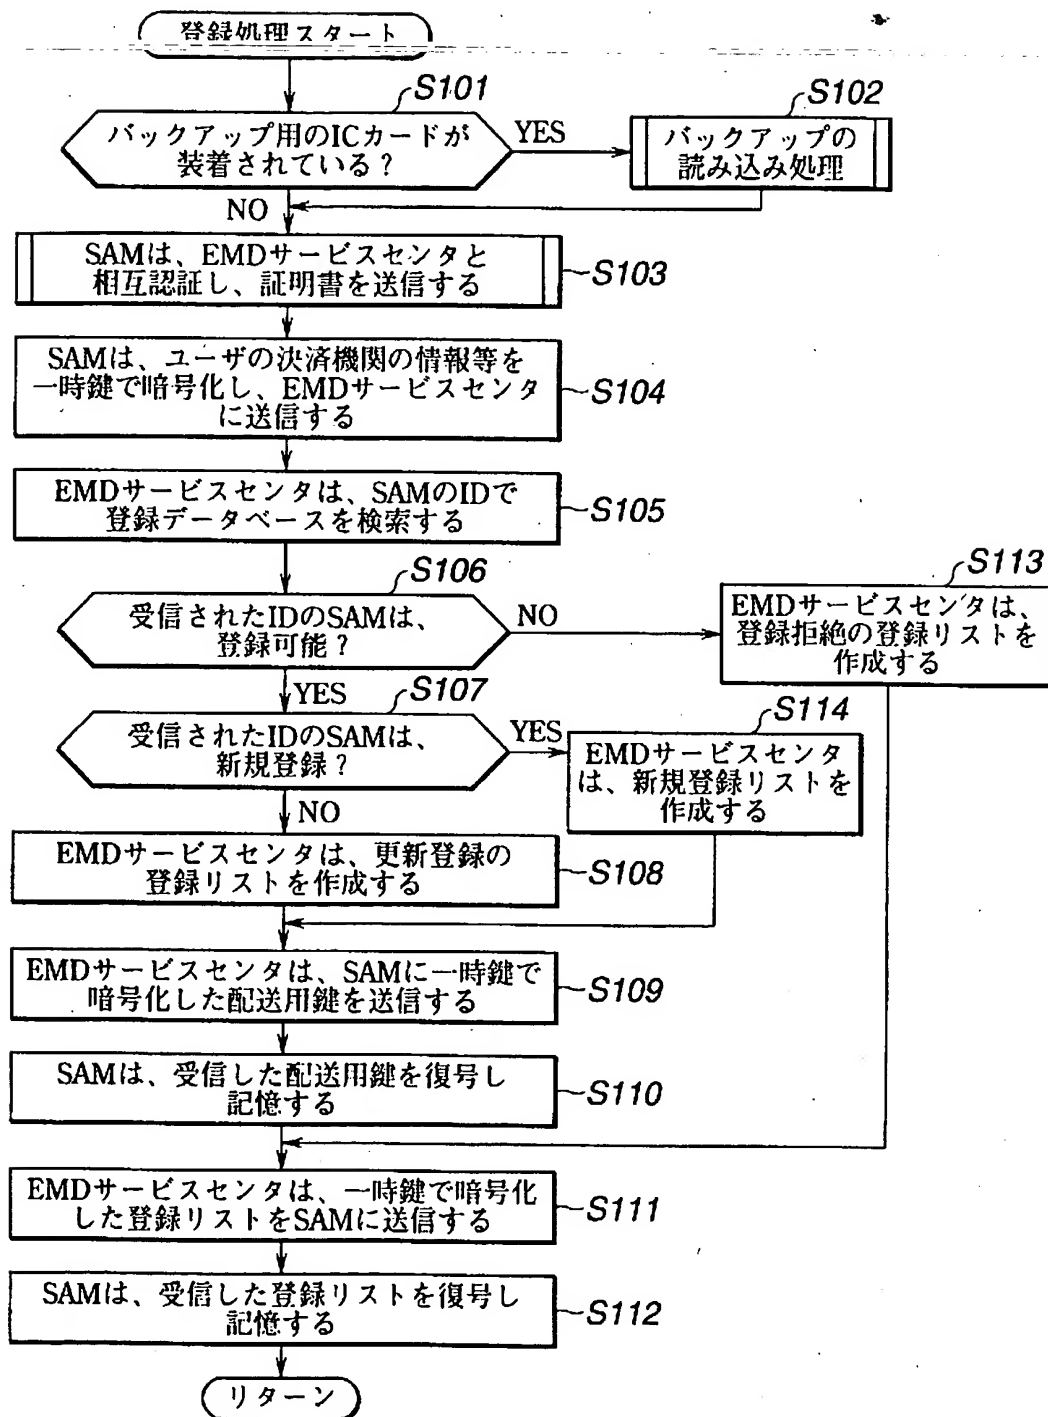 登録処理スタート
S101
バックアップ用のICカードが
装着されている？
YES
S102
バックアップの
読み込み処理
NO
SAMは、EMDサービスセンタと
相互認証し、証明書を送信する
S103
SAMは、ユーザの決済機関の情報等を
一時鍵で暗号化し、EMDサービスセンタ
に送信する
S104
EMDサービスセンタは、SAMのIDで
登録データベースを検索する
S105
S106
受信されたIDのSAMは、
登録可能？
NO
S113
EMDサービスセンタは、
登録拒絶の登録リストを
作成する
YES
S107
受信されたIDのSAMは、
新規登録？
YES
S114
EMDサービスセンタ
は、新規登録リストを
作成する
NO
EMDサービスセンタは、更新登録の
登録リストを作成する
S108
EMDサービスセンタは、SAMに一時鍵で
暗号化した配送用鍵を送信する
S109
SAMは、受信した配送用鍵を復号し
記憶する
S110
EMDサービスセンタは、一時鍵で暗号化
した登録リストをSAMに送信する
S111
SAMは、受信した登録リストを復号し
記憶する
S112
リターン